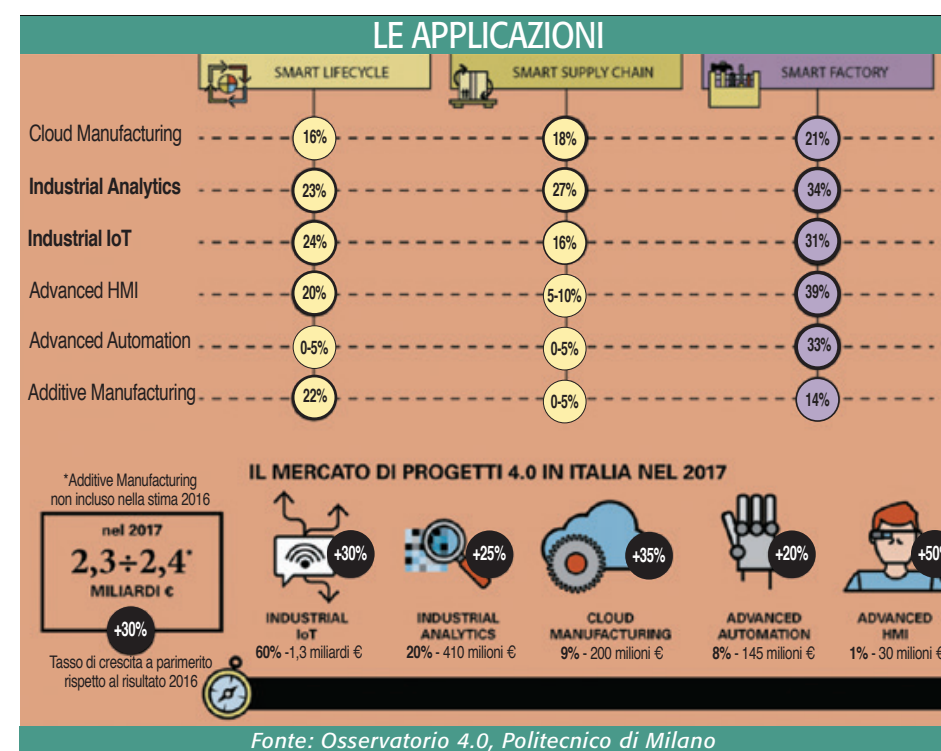 LE APPLICAZIONI
SMART LIFECYCLE SMART SUPPLY CHAIN SMART FACTORY
Cloud Manufacturing 16% 18% 21%
Industrial Analytics 23% 27% 34%
Industrial IoT 24% 16% 31%
Advanced HMI 20% 5-10% 39%
Advanced Automation 0-5% 0-5% 33%
Additive Manufacturing 22% 0-5% 14%
*Additive Manufacturing
non incluso nella stima 2016
nel 2017
2,3÷2,4*
MILIARDI €
+30%
Tasso di crescita a parimerito
rispetto al risultato 2016
IL MERCATO DI PROGETTI 4.0 IN ITALIA NEL 2017
+30%
INDUSTRIAL
IoT
60% -1,3 miliardi €
+25%
INDUSTRIAL
ANALYTICS
20% - 410 milioni €
+35%
CLOUD
MANUFACTURING
9% - 200 milioni €
+20%
ADVANCED
AUTOMATION
8% - 145 milioni €
+50%
ADVANCED
HMI
1% - 30 milioni €
Fonte: Osservatorio 4.0, Politecnico di Milano